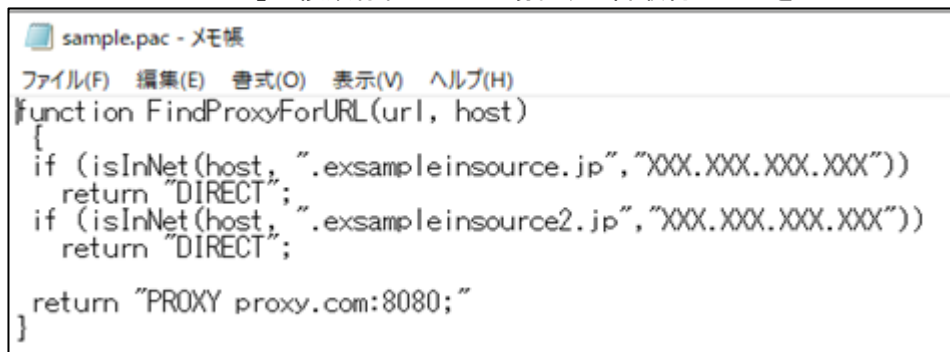 sample.pac - メモ帳
ファイル(F) 編集(E) 書式(O) 表示(V) ヘルプ(H)
function FindProxyForURL(url, host)
{
if (isInNet(host, ".exsampleinsource.jp","XXX.XXX.XXX.XXX"))
return "DIRECT";
if (isInNet(host, ".exsampleinsource2.jp","XXX.XXX.XXX.XXX"))
return "DIRECT";
return "PROXY proxy.com:8080;"
}